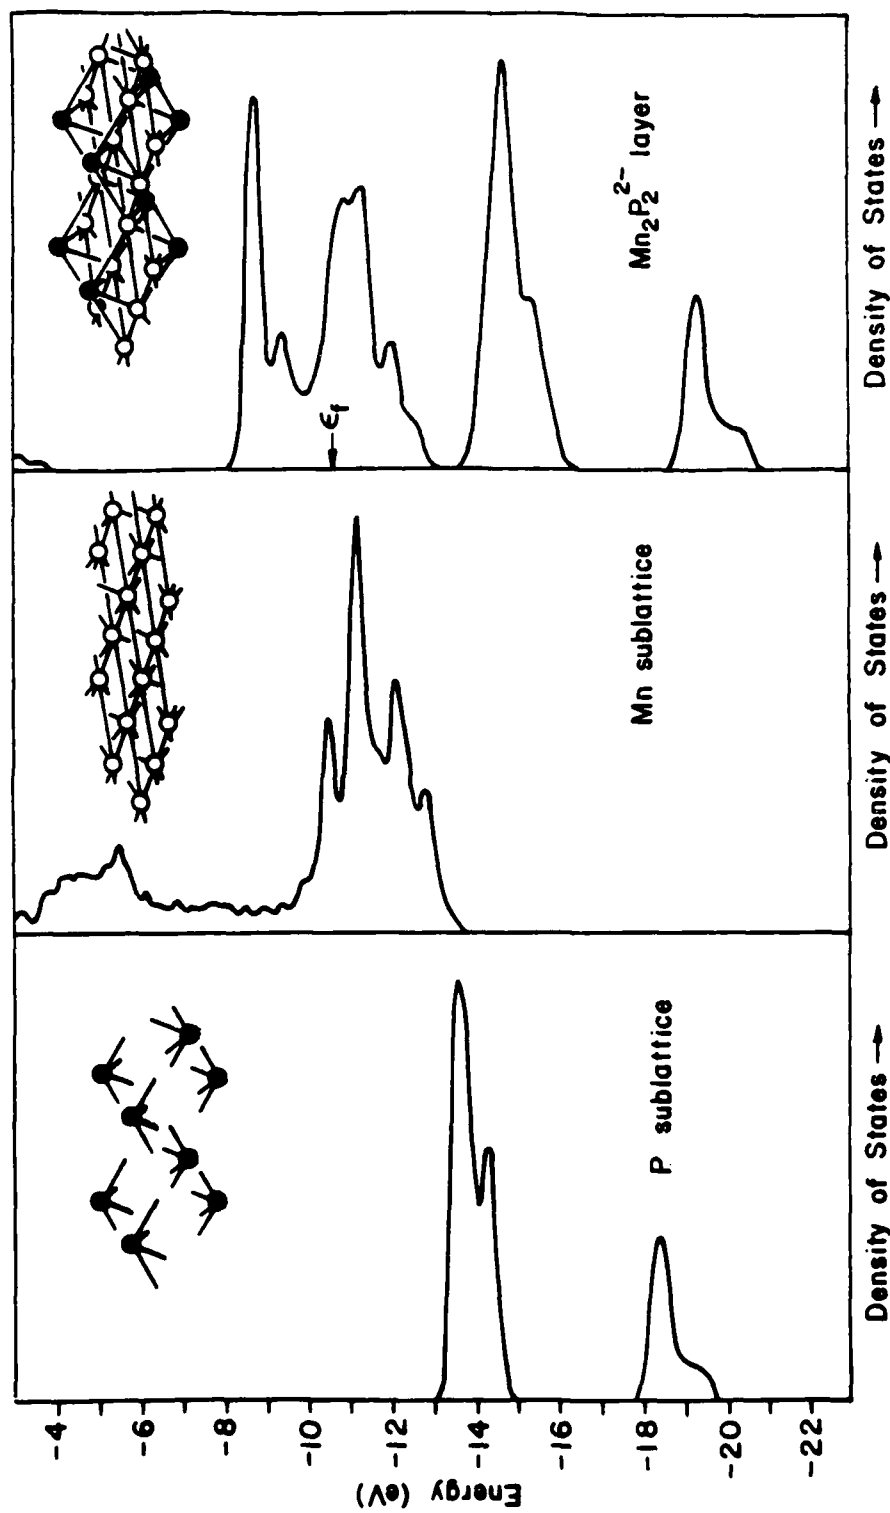 Energy (eV)
-4
-6
-8
-10
-12
-14
-16
-18
-20
-22
P sublattice
Density of States →
Mn sublattice
Density of States →
εf
Mn₂P₂²⁻ layer
Density of States →